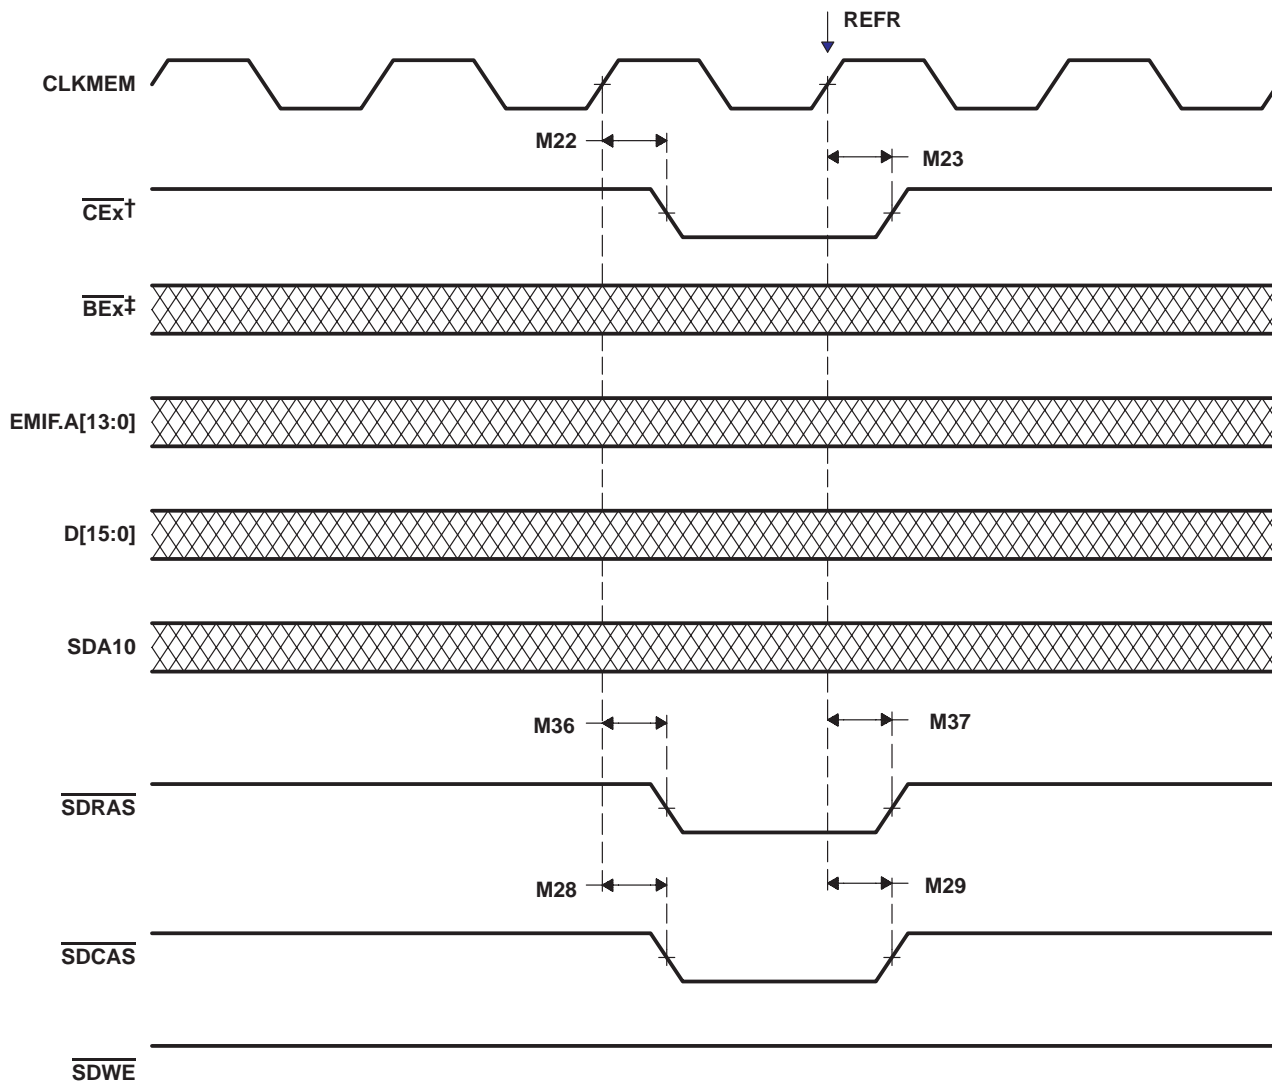 REFR
CLKMEM
M22
M23
CEx†
BEx‡
EMIF.A[13:0]
D[15:0]
SDA10
M36
M37
SDRAS
M28
M29
SDCAS
SDWE